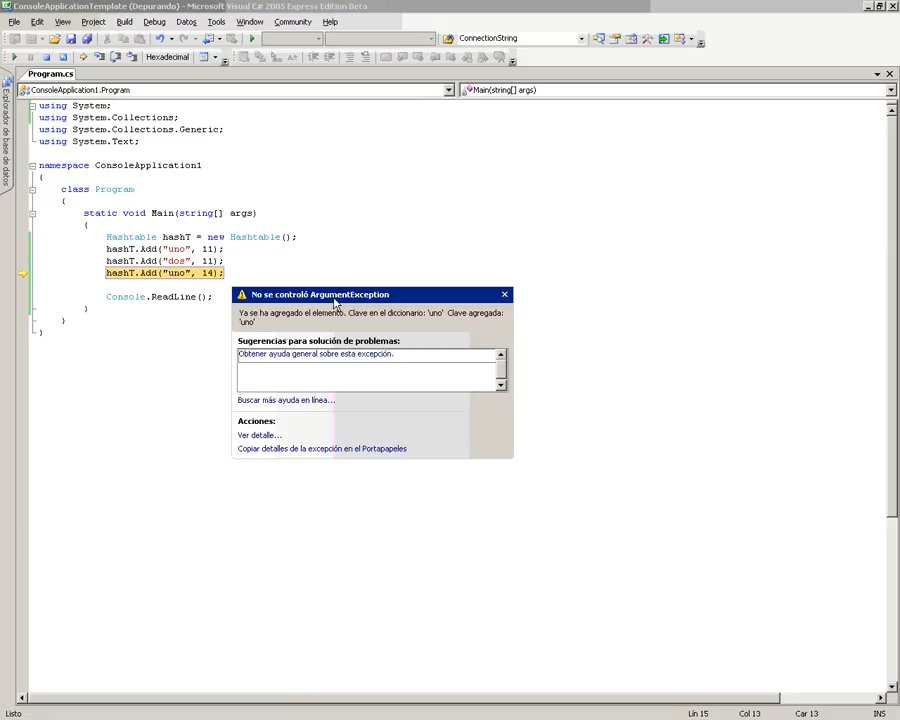 ConsoleApplicationTemplate (Depurando) - Microsoft Visual C# 2005 Express Edition Beta
File Edit View Project Build Debug Datos Tools Window Community Help
ConnectionString
Hexadecimal
Program.cs
ConsoleApplication1.Program
Main(string[] args)
Explorador de base de datos
using System;
using System.Collections;
using System.Collections.Generic;
using System.Text;
namespace ConsoleApplication1
{
class Program
{
static void Main(string[] args)
{
Hashtable hashT = new Hashtable();
hashT.Add("uno", 11);
hashT.Add("dos", 11);
hashT.Add("uno", 14);
Console.ReadLine();
}
}
}
No se controló ArgumentException
Ya se ha agregado el elemento. Clave en el diccionario: 'uno' Clave agregada:
'uno'
Sugerencias para solución de problemas:
Obtener ayuda general sobre esta excepción.
Buscar más ayuda en línea...
Acciones:
Ver detalle...
Copiar detalles de la excepción en el Portapapeles
Listo
Lín 15 Col 13 Car 13 INS